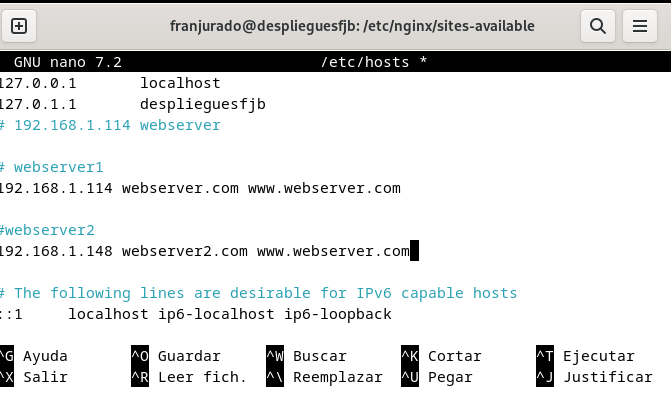 franjurado@desplieguesfjb: /etc/nginx/sites-available
GNU nano 7.2 /etc/hosts *
127.0.0.1 localhost
127.0.1.1 desplieguesfjb
# 192.168.1.114 webserver
# webserver1
192.168.1.114 webserver.com www.webserver.com
#webserver2
192.168.1.148 webserver2.com www.webserver.com
# The following lines are desirable for IPv6 capable hosts
::1 localhost ip6-localhost ip6-loopback
^G Ayuda ^O Guardar ^W Buscar ^K Cortar ^T Ejecutar
^X Salir ^R Leer fich. ^\ Reemplazar ^U Pegar ^J Justificar